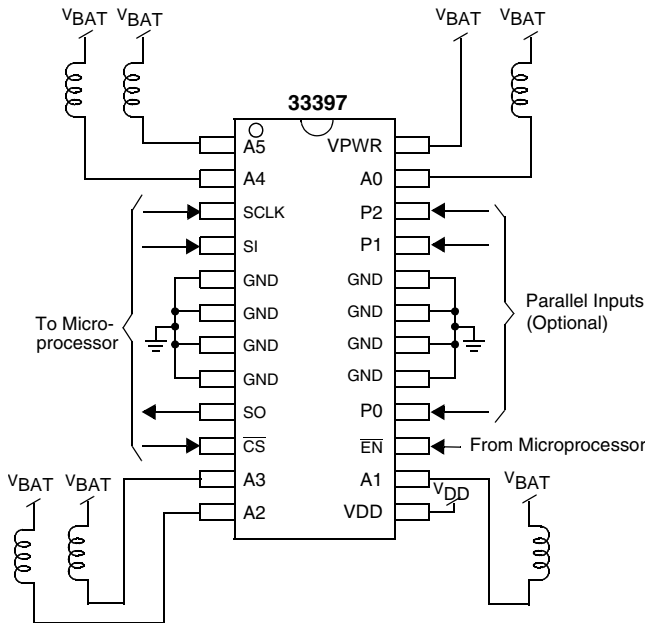 VBAT VBAT
VBAT VBAT
33397
A5 VPWR
A4 A0
SCLK P2
SI P1
GND GND
GND GND
GND GND
GND GND
SO P0
CS EN
A3 A1
A2 VDD
To Micro-
processor
Parallel Inputs
(Optional)
From Microprocessor
VBAT VBAT
VDD
VBAT